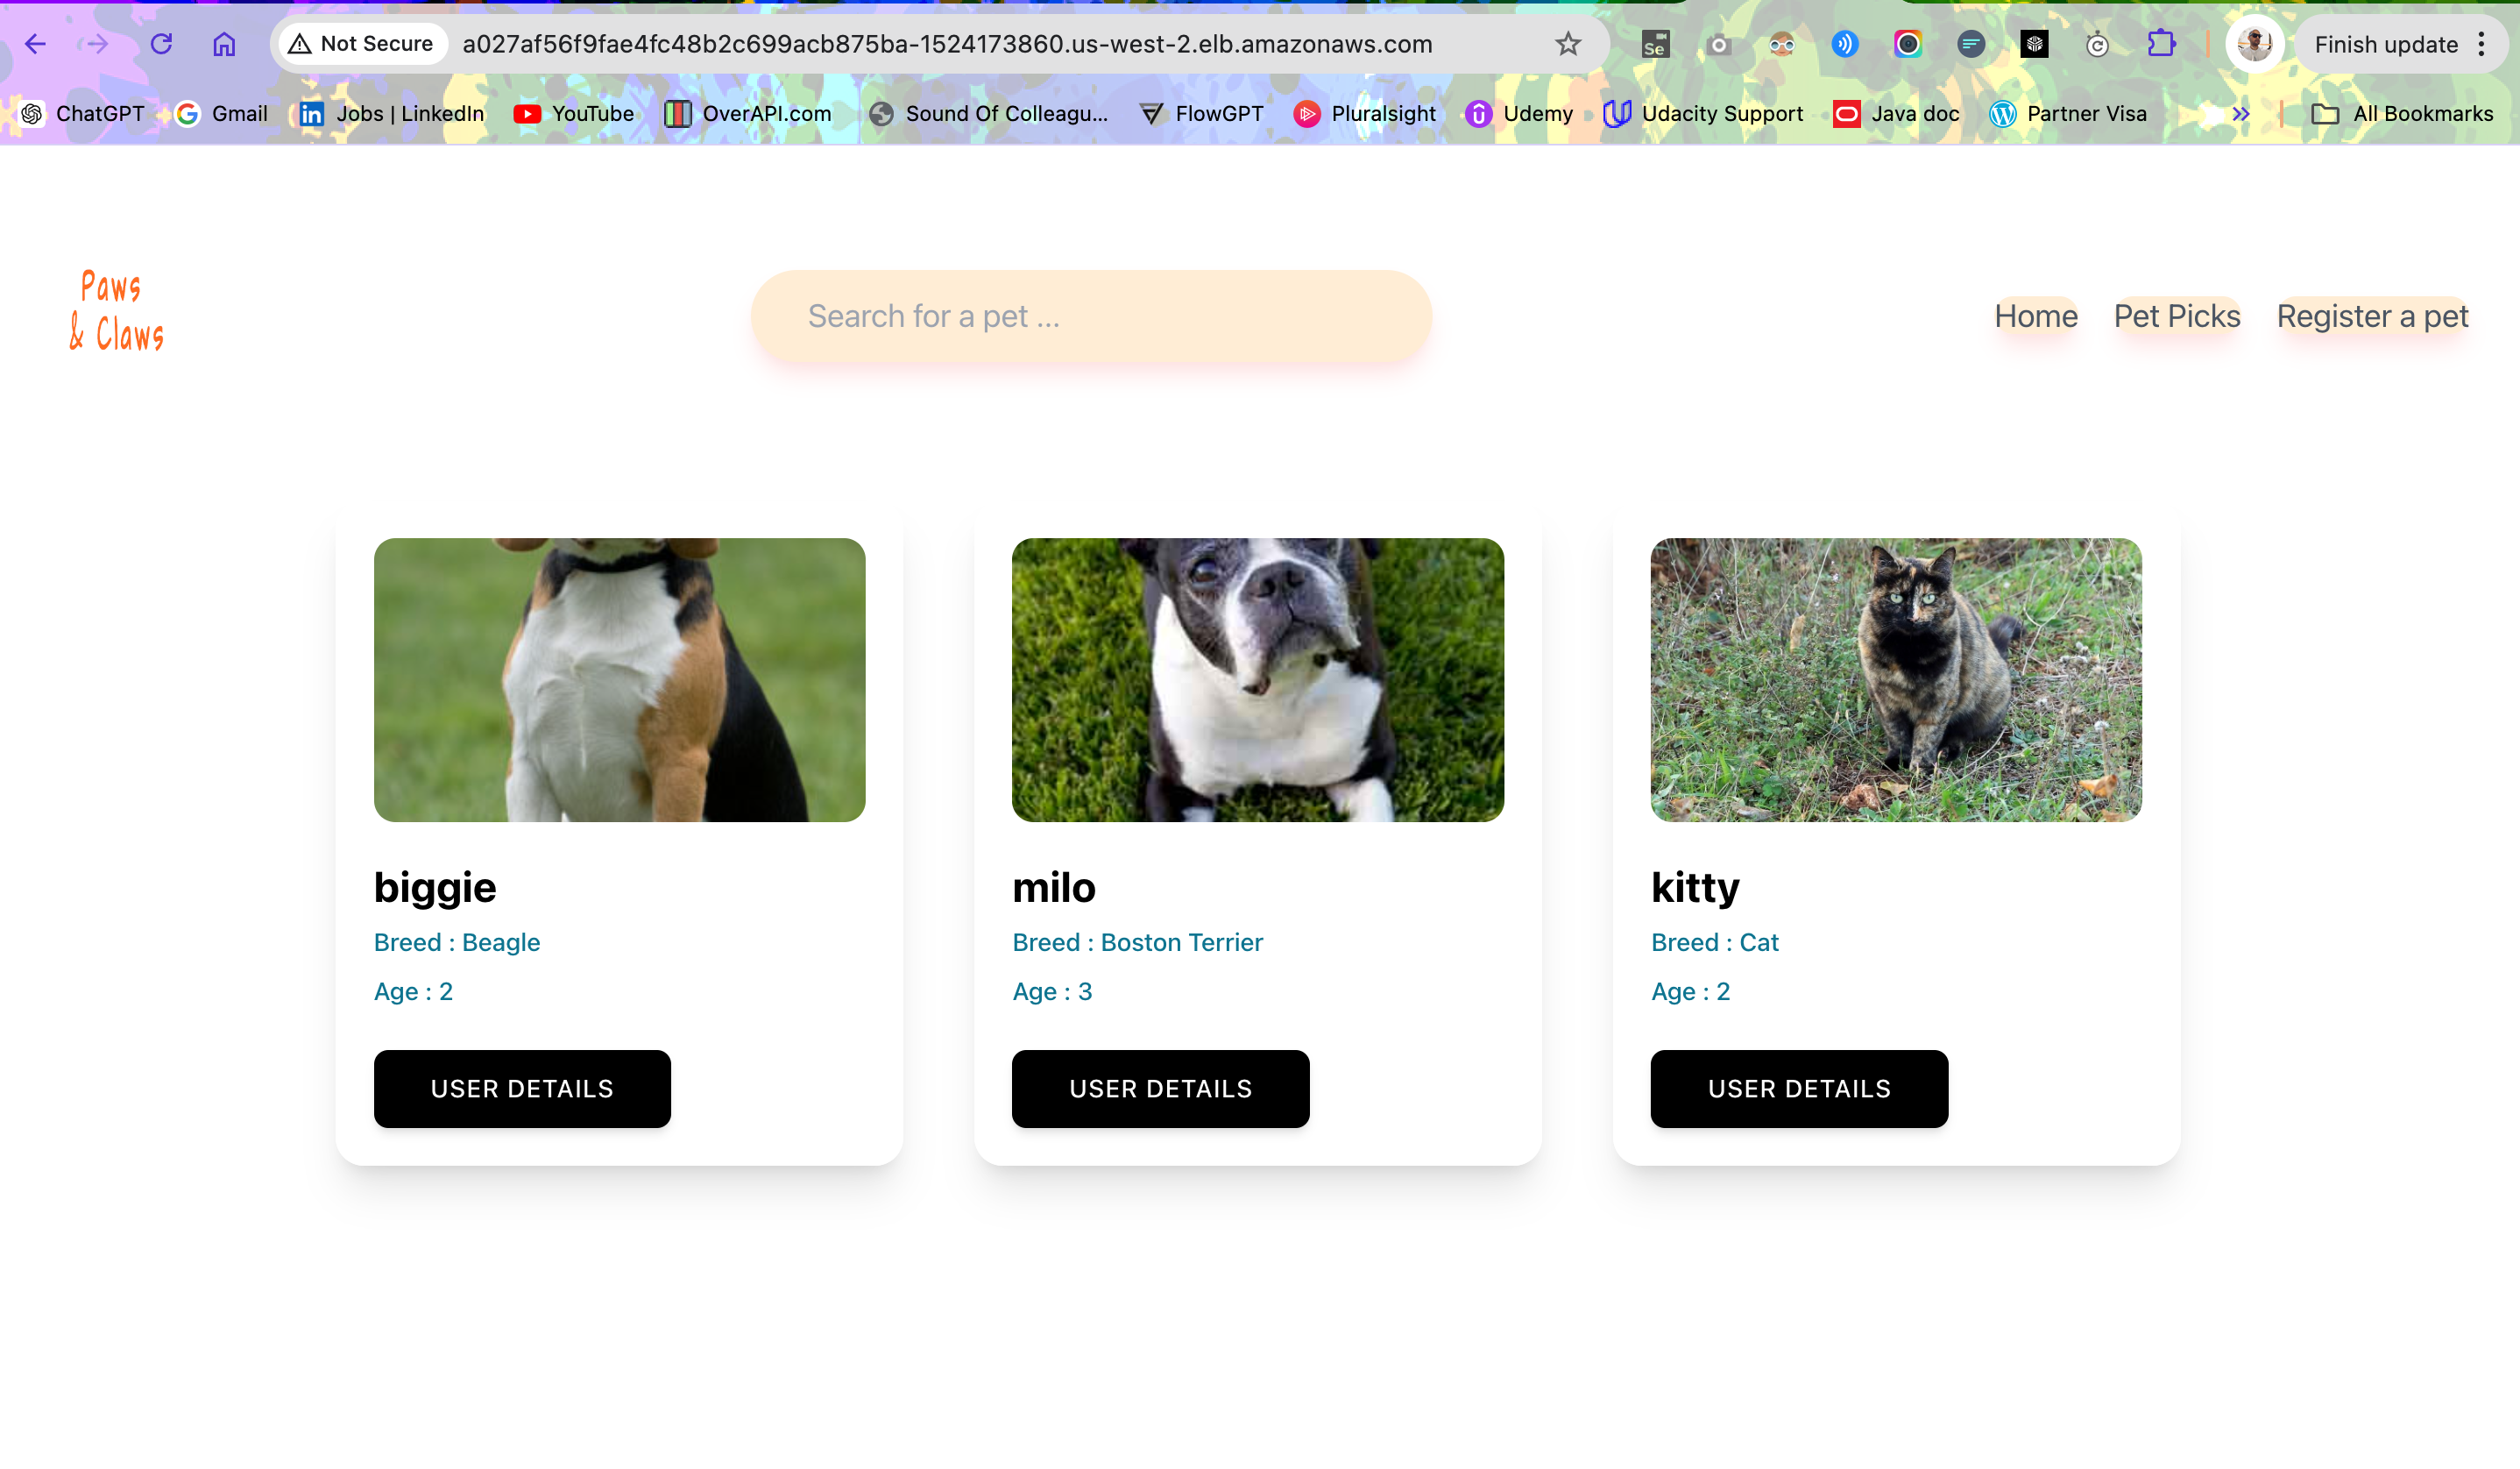 Not Secure a027af56f9fae4fc48b2c699acb875ba-1524173860.us-west-2.elb.amazonaws.com Se Finish update
ChatGPT Gmail Jobs | LinkedIn YouTube OverAPI.com Sound Of Colleagu... FlowGPT Pluralsight Udemy Udacity Support Java doc Partner Visa » All Bookmarks
Paws
& Claws
Search for a pet ...
Home Pet Picks Register a pet
biggie
Breed : Beagle
Age : 2
USER DETAILS
milo
Breed : Boston Terrier
Age : 3
USER DETAILS
kitty
Breed : Cat
Age : 2
USER DETAILS